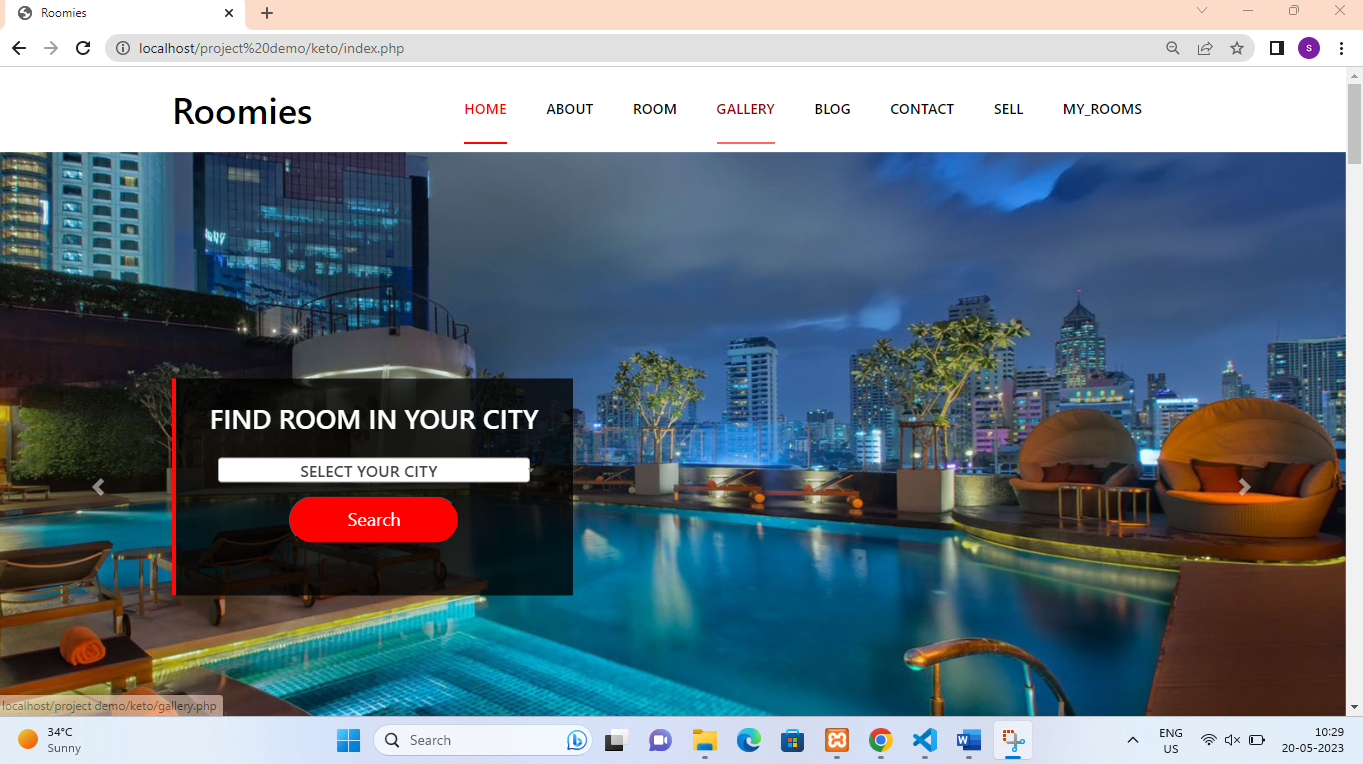 Roomies
localhost/project%20demo/keto/index.php
s
Roomies
HOME ABOUT ROOM GALLERY BLOG CONTACT SELL MY_ROOMS
FIND ROOM IN YOUR CITY
SELECT YOUR CITY
Search
localhost/project demo/keto/gallery.php
34°C
Sunny
Search
ENG
US
10:29
20-05-2023